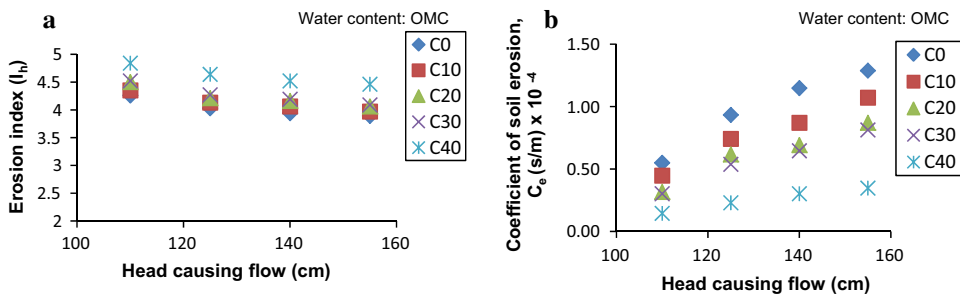 a
Water content: OMC
Erosion index (Ih)
5
4.5
4
3.5
3
2.5
2
100
120
140
160
Head causing flow (cm)
C0
C10
C20
C30
C40
b
Water content: OMC
Coefficient of soil erosion,
Ce (s/m) x 10⁻⁴
1.50
1.00
0.50
0.00
100
120
140
160
Head causing flow (cm)
C0
C10
C20
C30
C40